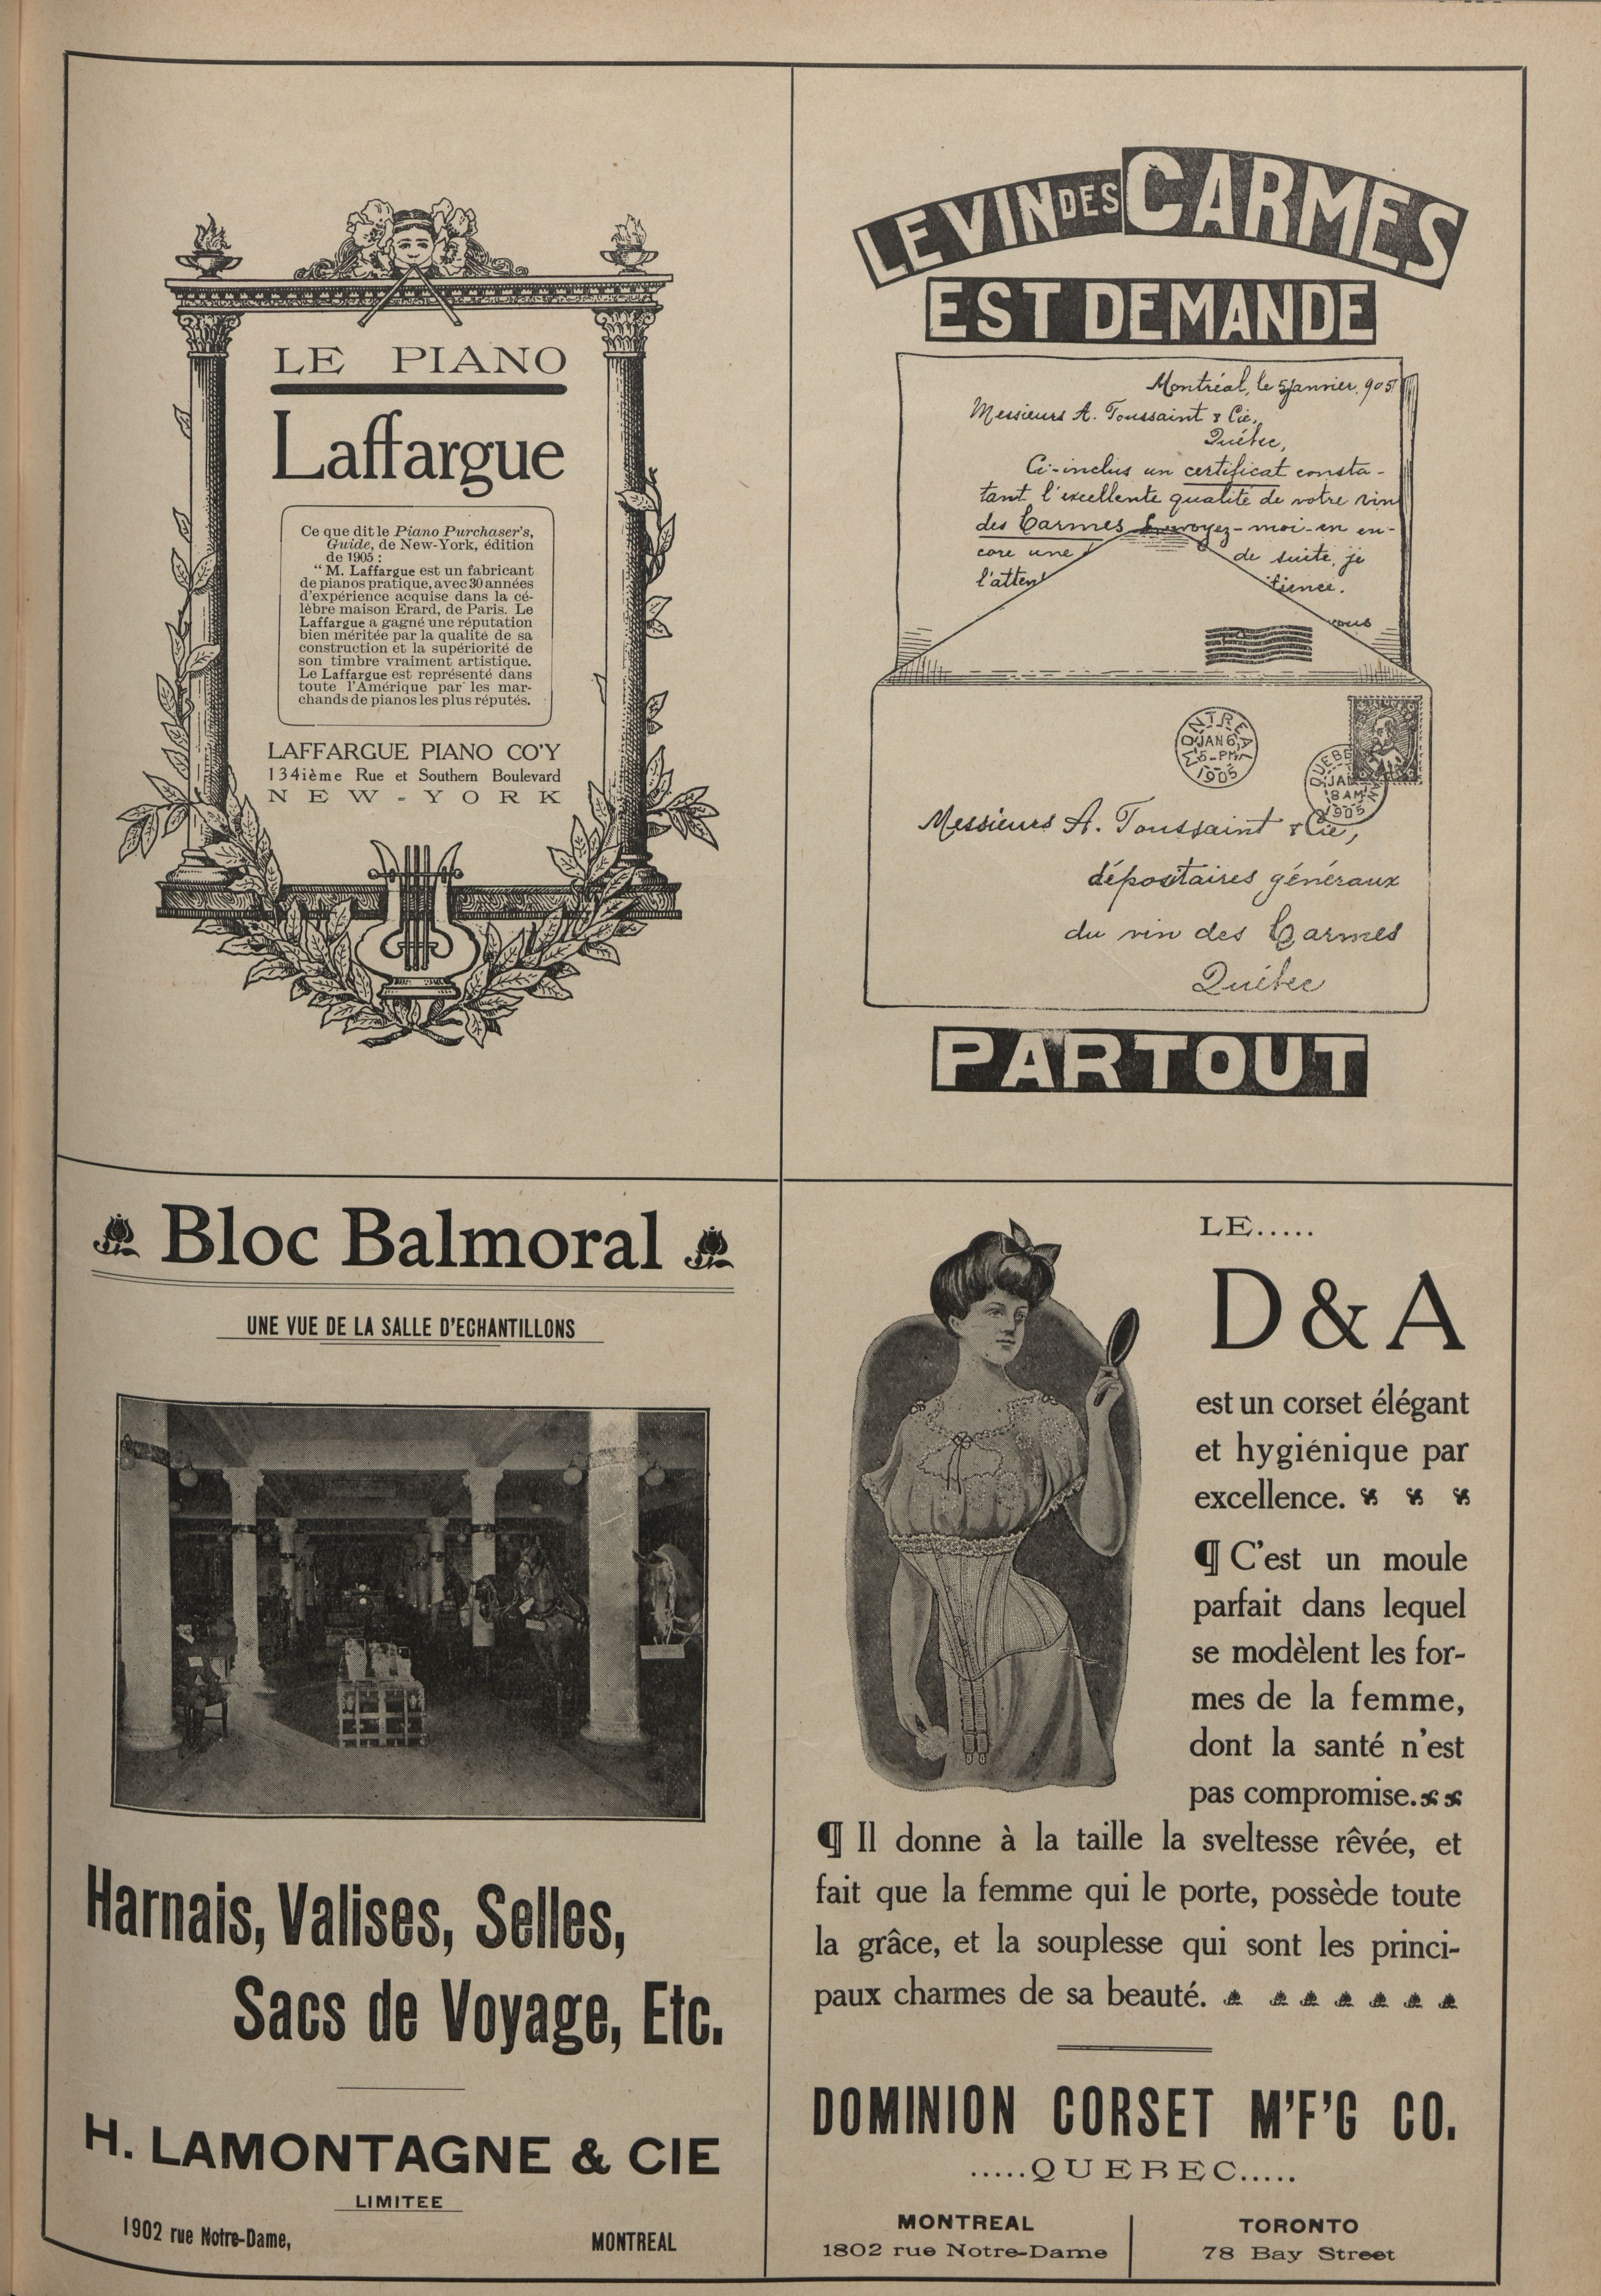 LE PIANO
Laffargue
Ce que dit le Piano Purchaser's,
Guide, de New-York, édition
de 1905 :
" M. Laffargue est un fabricant
de pianos pratique, avec 30 années
d'expérience acquise dans la cé-
lèbre maison Erard, de Paris. Le
Laffargue a gagné une réputation
bien méritée par la qualité de sa
construction et la supériorité de
son timbre vraiment artistique.
Le Laffargue est représenté dans
toute l'Amérique par les mar-
chands de pianos les plus réputés.
LAFFARGUE PIANO CO'Y
134ième Rue et Southern Boulevard
NEW-YORK
LE VIN DES CARMES
EST DEMANDE
Montréal, le 5 janvier, 905
Messieurs A. Toussaint & Cie,
Québec,
Ci-inclus un certificat consta-
tant l'excellente qualité de votre vin
des Carmes Envoyez-moi-en en-
core une de suite, je
l'atten tience.
vous
MONTREAL
JAN 6
5-PM
1905
QUEBEC
JAN
8 AM
1905
Messieurs A. Toussaint & Cie,
dépositaires généraux
du vin des Carmes
Québec
PARTOUT
Bloc Balmoral
UNE VUE DE LA SALLE D'ECHANTILLONS
Harnais, Valises, Selles,
Sacs de Voyage, Etc.
H. LAMONTAGNE & CIE
LIMITEE
1902 rue Notre-Dame, MONTREAL
LE.....
D & A
est un corset élégant
et hygiénique par
excellence.
¶ C'est un moule
parfait dans lequel
se modèlent les for-
mes de la femme,
dont la santé n'est
pas compromise.
¶ Il donne à la taille la sveltesse rêvée, et
fait que la femme qui le porte, possède toute
la grâce, et la souplesse qui sont les princi-
paux charmes de sa beauté.
DOMINION CORSET M'F'G CO.
.....QUEBEC.....
MONTREAL
1802 rue Notre-Dame
TORONTO
78 Bay Street